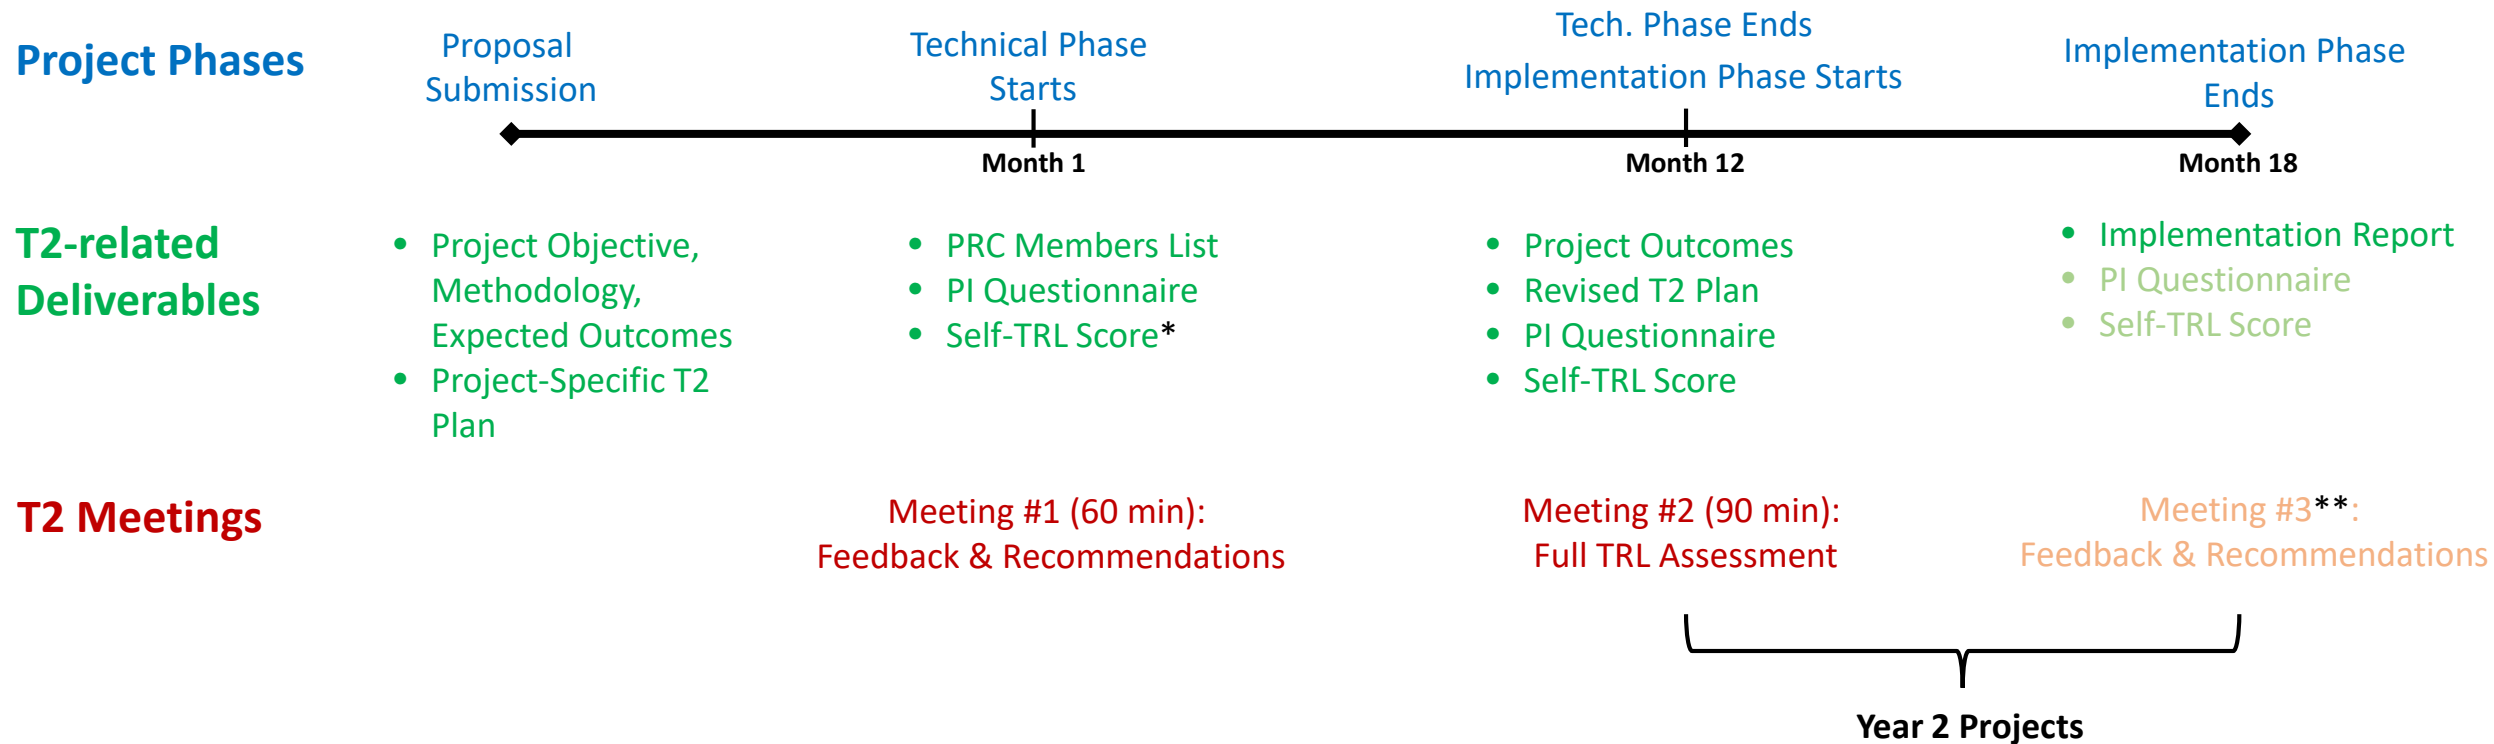 Project Phases
Proposal
Submission
Technical Phase
Starts
Tech. Phase Ends
Implementation Phase Starts
Implementation Phase
Ends
Month 1
Month 12
Month 18
T2-related
Deliverables
• Project Objective,
Methodology,
Expected Outcomes
• Project-Specific T2
Plan
• PRC Members List
• PI Questionnaire
• Self-TRL Score*
• Project Outcomes
• Revised T2 Plan
• PI Questionnaire
• Self-TRL Score
• Implementation Report
• PI Questionnaire
• Self-TRL Score
T2 Meetings
Meeting #1 (60 min):
Feedback & Recommendations
Meeting #2 (90 min):
Full TRL Assessment
Meeting #3**:
Feedback & Recommendations
Year 2 Projects